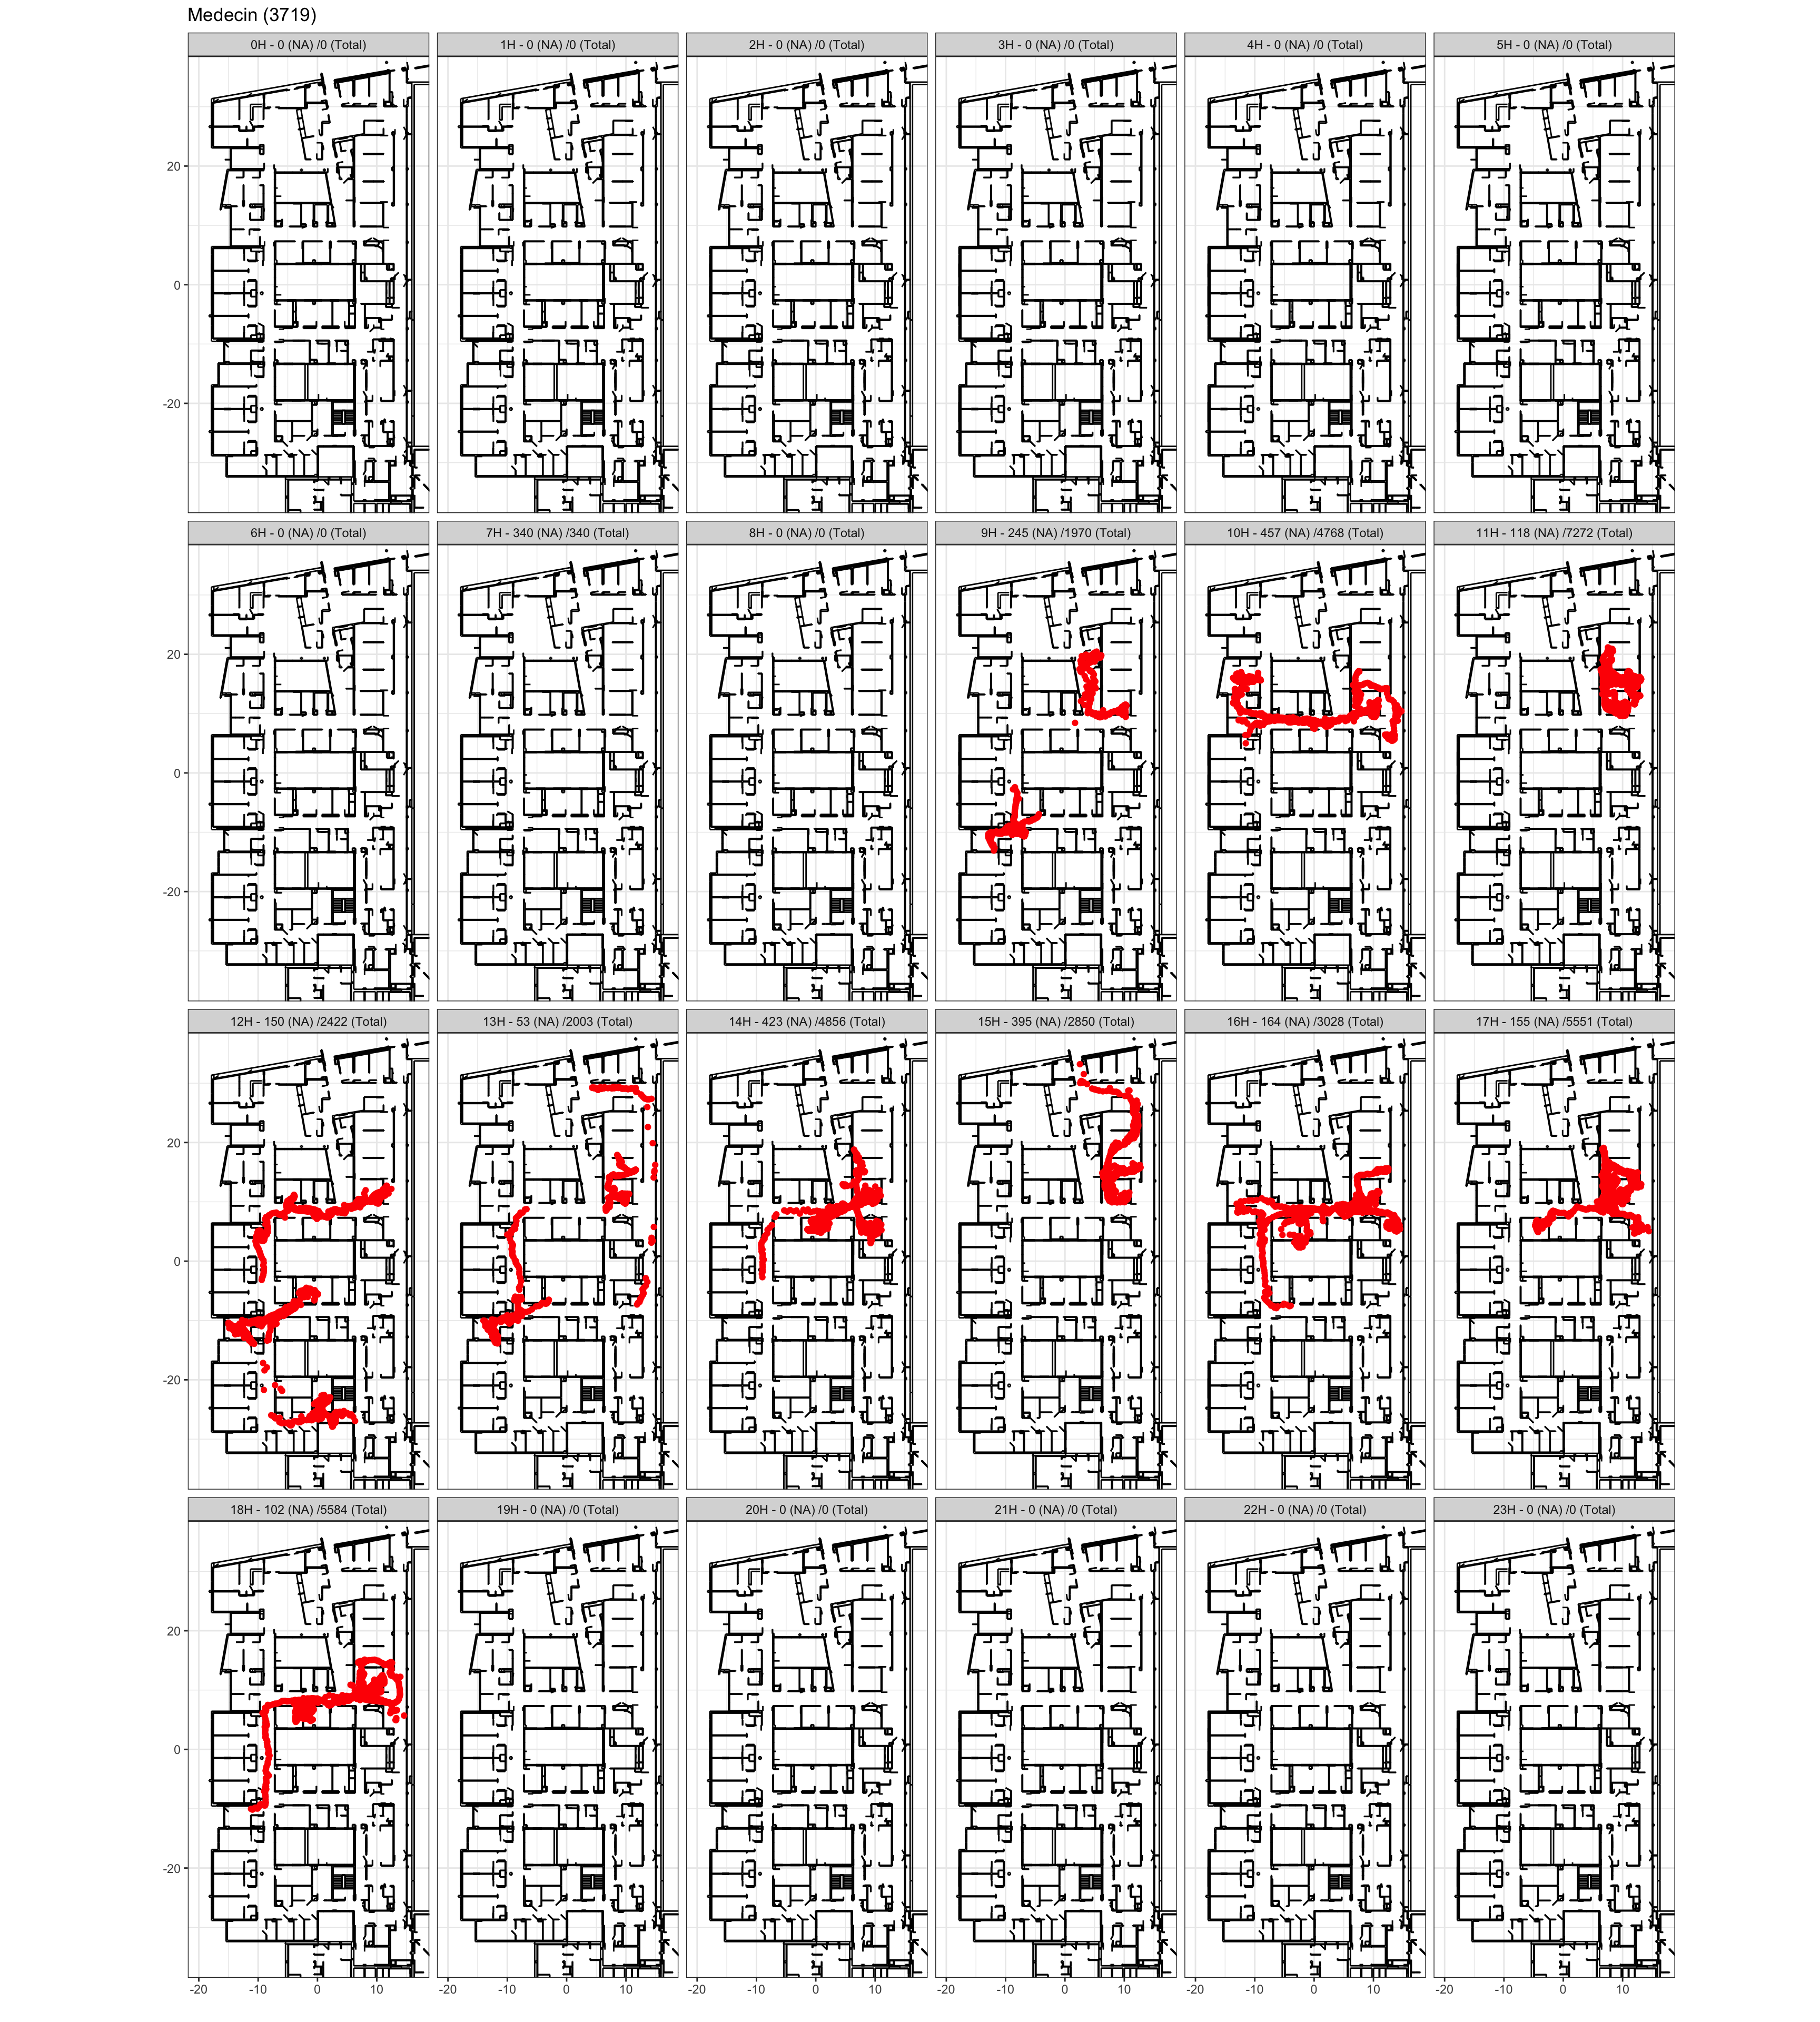 Medecin (3719)
0H - 0 (NA) /0 (Total) 1H - 0 (NA) /0 (Total) 2H - 0 (NA) /0 (Total) 3H - 0 (NA) /0 (Total) 4H - 0 (NA) /0 (Total) 5H - 0 (NA) /0 (Total)
20
0
-20
6H - 0 (NA) /0 (Total) 7H - 340 (NA) /340 (Total) 8H - 0 (NA) /0 (Total) 9H - 245 (NA) /1970 (Total) 10H - 457 (NA) /4768 (Total) 11H - 118 (NA) /7272 (Total)
20
0
-20
12H - 150 (NA) /2422 (Total) 13H - 53 (NA) /2003 (Total) 14H - 423 (NA) /4856 (Total) 15H - 395 (NA) /2850 (Total) 16H - 164 (NA) /3028 (Total) 17H - 155 (NA) /5551 (Total)
20
0
-20
18H - 102 (NA) /5584 (Total) 19H - 0 (NA) /0 (Total) 20H - 0 (NA) /0 (Total) 21H - 0 (NA) /0 (Total) 22H - 0 (NA) /0 (Total) 23H - 0 (NA) /0 (Total)
20
0
-20
-20 -10 0 10 -20 -10 0 10 -20 -10 0 10 -20 -10 0 10 -20 -10 0 10 -20 -10 0 10